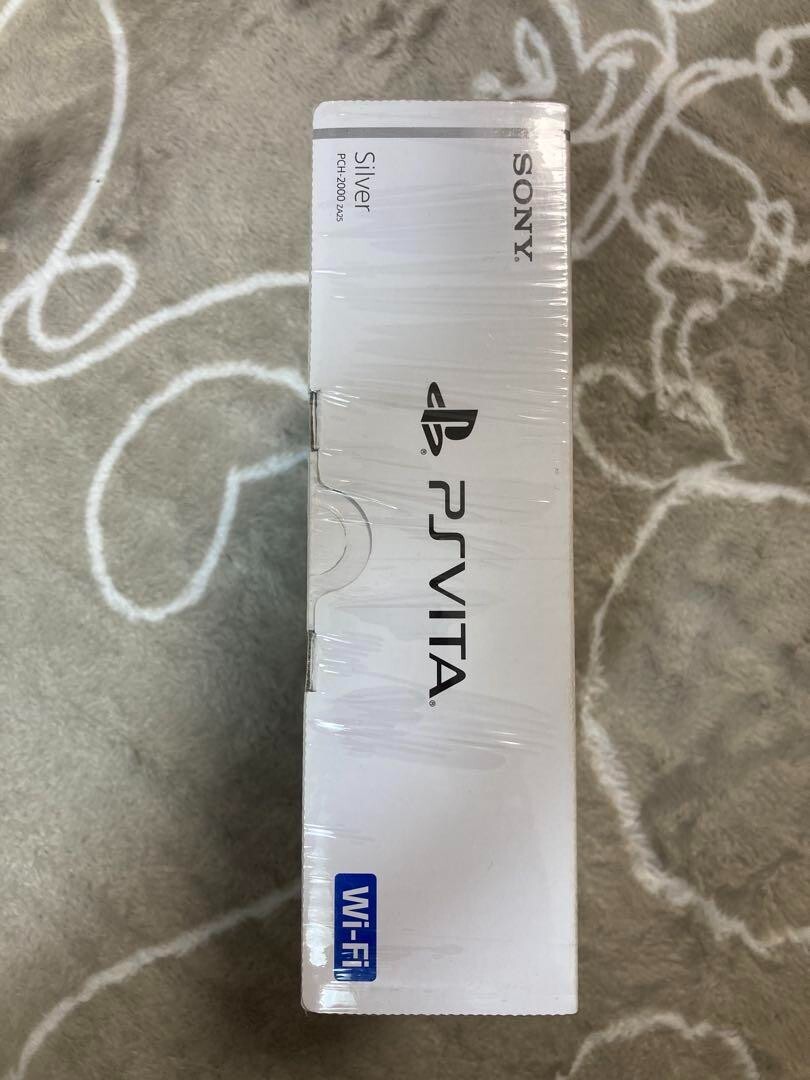 SONY®
Silver
PCH-2000 ZA25
PSVITA®
Wi-Fi